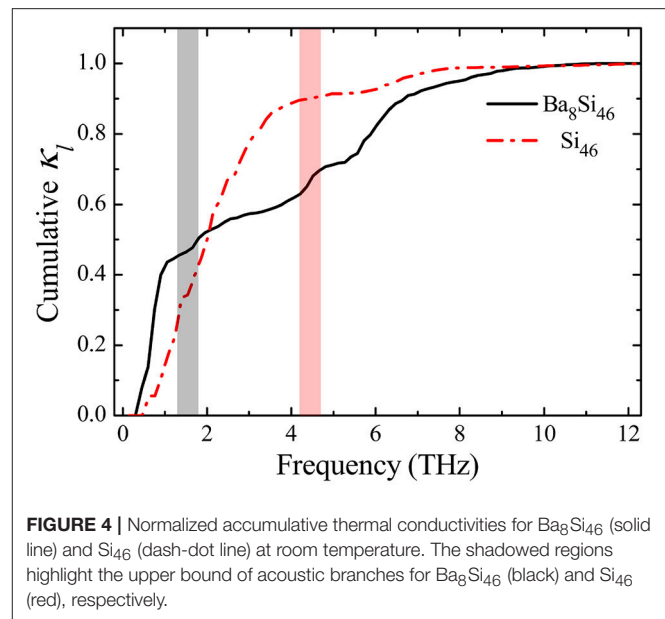 1.0
0.8
0.6
0.4
0.2
0.0
Cumulative κl
Ba8Si46
Si46
0 2 4 6 8 10 12
Frequency (THz)
FIGURE 4 | Normalized accumulative thermal conductivities for Ba8Si46 (solid
line) and Si46 (dash-dot line) at room temperature. The shadowed regions
highlight the upper bound of acoustic branches for Ba8Si46 (black) and Si46
(red), respectively.